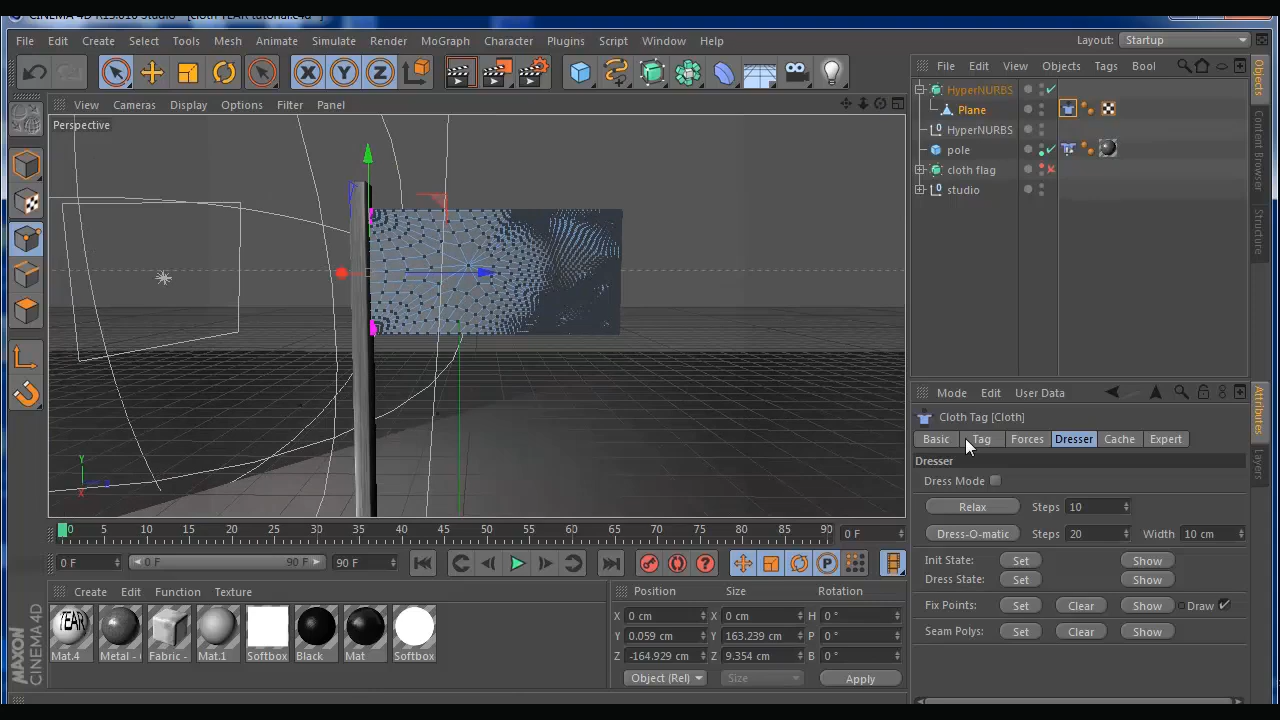 CINEMA 4D R13.016 Studio - [cloth TEAR tutorial.c4d *]
File Edit Create Select Tools Mesh Animate Simulate Render MoGraph Character Plugins Script Window Help
Layout: Startup
X Y Z
File Edit View Objects Tags Bool
View Cameras Display Options Filter Panel
Perspective
HyperNURBS
Plane
HyperNURBS
pole
cloth flag
studio
Objects
Content Browser
Structure
Mode Edit User Data
Cloth Tag [Cloth]
Basic Tag Forces Dresser Cache Expert
Dresser
Dress Mode
Relax Steps 10
Dress-O-matic Steps 20 Width 10 cm
Init State: Set Show
Dress State: Set Show
Fix Points: Set Clear Show Draw
Seam Polys: Set Clear Show
Attributes
Layers
Y
X
0 5 10 15 20 25 30 35 40 45 50 55 60 65 70 75 80 85 90 0 F
0 F 0 F 90 F 90 F
P
Create Edit Function Texture
TEAR
Mat.4 Metal - Fabric - Mat.1 Softbox Black Mat Softbox
Position Size Rotation
X 0 cm X 0 cm H 0 °
Y 0.059 cm Y 163.239 cm P 0 °
Z -164.929 cm Z 9.354 cm B 0 °
Object (Rel) Size Apply
MAXON
CINEMA 4D